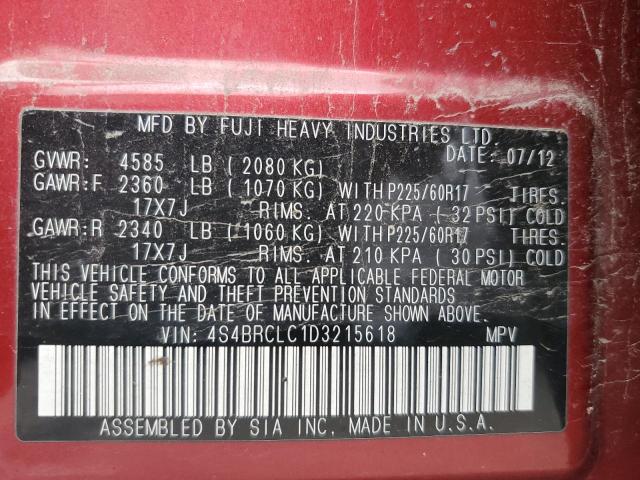 MFD BY FUJI HEAVY INDUSTRIES LTD.
DATE: 07/12
GVWR: 4585 LB ( 2080 KG)
GAWR:F 2360 LB ( 1070 KG) WITH P225/60R17 TIRES.
17X7J RIMS. AT 220 KPA ( 32 PSI) COLD
GAWR:R 2340 LB ( 1060 KG) WITH P225/60R17 TIRES.
17X7J RIMS. AT 210 KPA ( 30 PSI) COLD
THIS VEHICLE CONFORMS TO ALL APPLICABLE FEDERAL MOTOR
VEHICLE SAFETY AND THEFT PREVENTION STANDARDS
IN EFFECT ON THE DATE OF MANUFACTURE SHOWN ABOVE.
VIN: 4S4BRCLC1D3215618 MPV
ASSEMBLED BY SIA INC. MADE IN U.S.A.